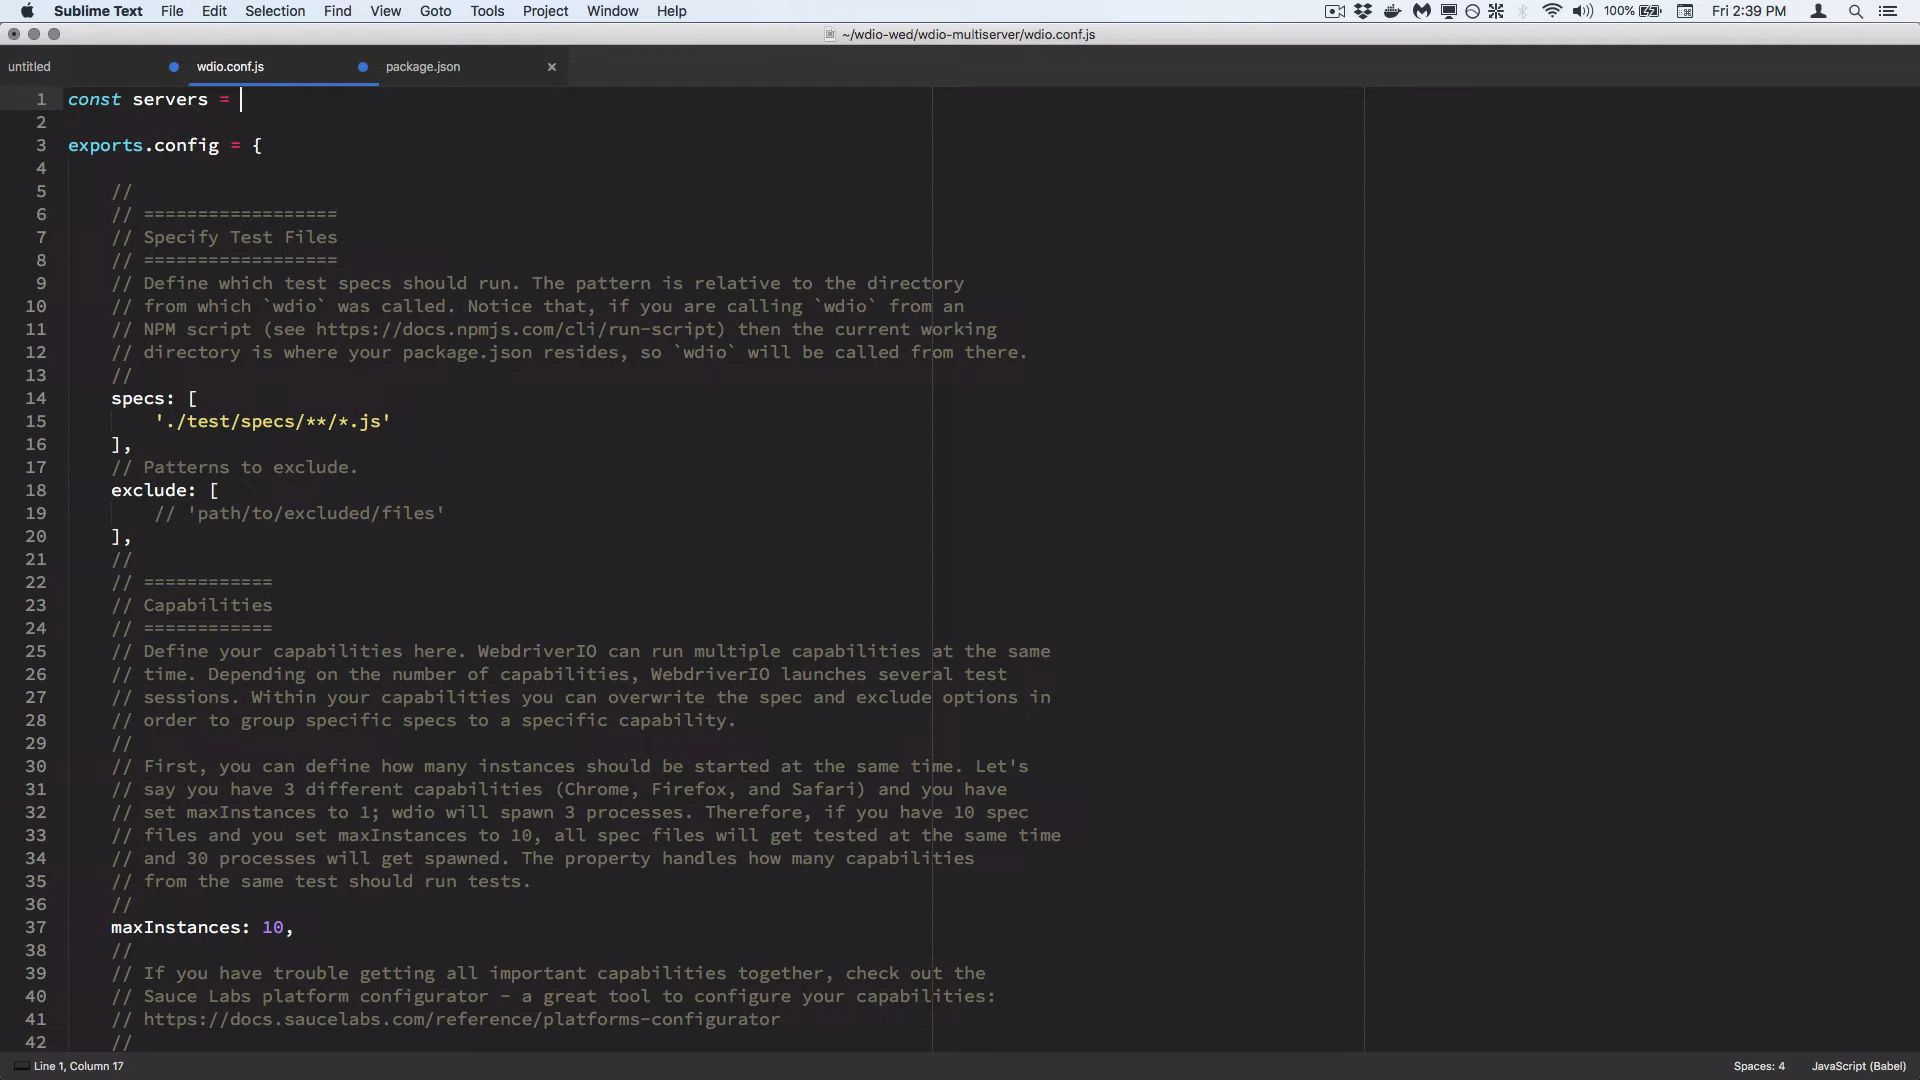 Sublime Text File Edit Selection Find View Goto Tools Project Window Help 100% Fri 2:39 PM
~/wdio-wed/wdio-multiserver/wdio.conf.js
untitled wdio.conf.js package.json ×
1 const servers =
2
3 exports.config = {
4
5 //
6 // ==================
7 // Specify Test Files
8 // ==================
9 // Define which test specs should run. The pattern is relative to the directory
10 // from which `wdio` was called. Notice that, if you are calling `wdio` from an
11 // NPM script (see https://docs.npmjs.com/cli/run-script) then the current working
12 // directory is where your package.json resides, so `wdio` will be called from there.
13 //
14 specs: [
15 './test/specs/**/*.js'
16 ],
17 // Patterns to exclude.
18 exclude: [
19 // 'path/to/excluded/files'
20 ],
21 //
22 // ============
23 // Capabilities
24 // ============
25 // Define your capabilities here. WebdriverIO can run multiple capabilities at the same
26 // time. Depending on the number of capabilities, WebdriverIO launches several test
27 // sessions. Within your capabilities you can overwrite the spec and exclude options in
28 // order to group specific specs to a specific capability.
29 //
30 // First, you can define how many instances should be started at the same time. Let's
31 // say you have 3 different capabilities (Chrome, Firefox, and Safari) and you have
32 // set maxInstances to 1; wdio will spawn 3 processes. Therefore, if you have 10 spec
33 // files and you set maxInstances to 10, all spec files will get tested at the same time
34 // and 30 processes will get spawned. The property handles how many capabilities
35 // from the same test should run tests.
36 //
37 maxInstances: 10,
38 //
39 // If you have trouble getting all important capabilities together, check out the
40 // Sauce Labs platform configurator - a great tool to configure your capabilities:
41 // https://docs.saucelabs.com/reference/platforms-configurator
42 //
Line 1, Column 17 Spaces: 4 JavaScript (Babel)